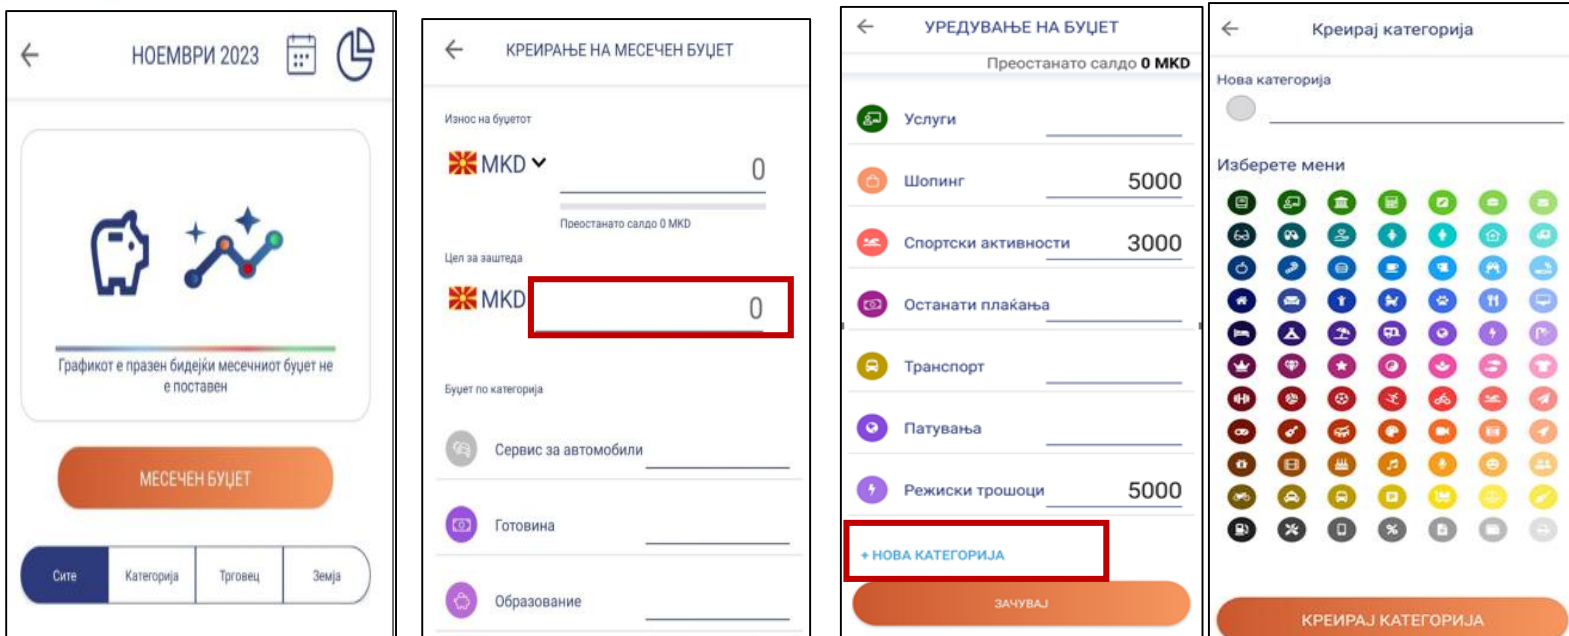 НОЕМВРИ 2023
Графикот е празен бидејќи месечниот буџет не
е поставен
МЕСЕЧЕН БУЏЕТ
Сите Категорија Трговец Земја
КРЕИРАЊЕ НА МЕСЕЧЕН БУЏЕТ
Износ на буџетот
MKD 0
Преостанато салдо 0 MKD
Цел за заштеда
MKD 0
Буџет по категорија
Сервис за автомобили
Готовина
Образование
УРЕДУВАЊЕ НА БУЏЕТ
Преостанато салдо 0 MKD
Услуги
Шопинг 5000
Спортски активности 3000
Останати плаќања
Транспорт
Патувања
Режиски трошоци 5000
+ НОВА КАТЕГОРИЈА
ЗАЧУВАЈ
Креирај категорија
Нова категорија
Изберете мени
КРЕИРАЈ КАТЕГОРИЈА